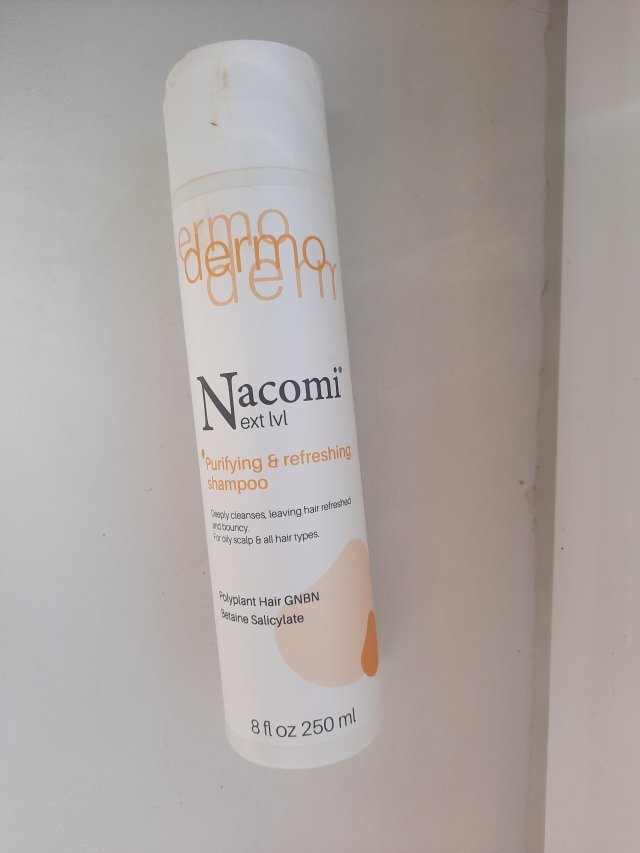 ermo
dermo
derm
Nacomi®
ext lvl
Purifying & refreshing
shampoo
Deeply cleanses, leaving hair refreshed
and bouncy.
For oily scalp & all hair types.
Polyplant Hair GNBN
Betaine Salicylate
8 fl oz 250 ml